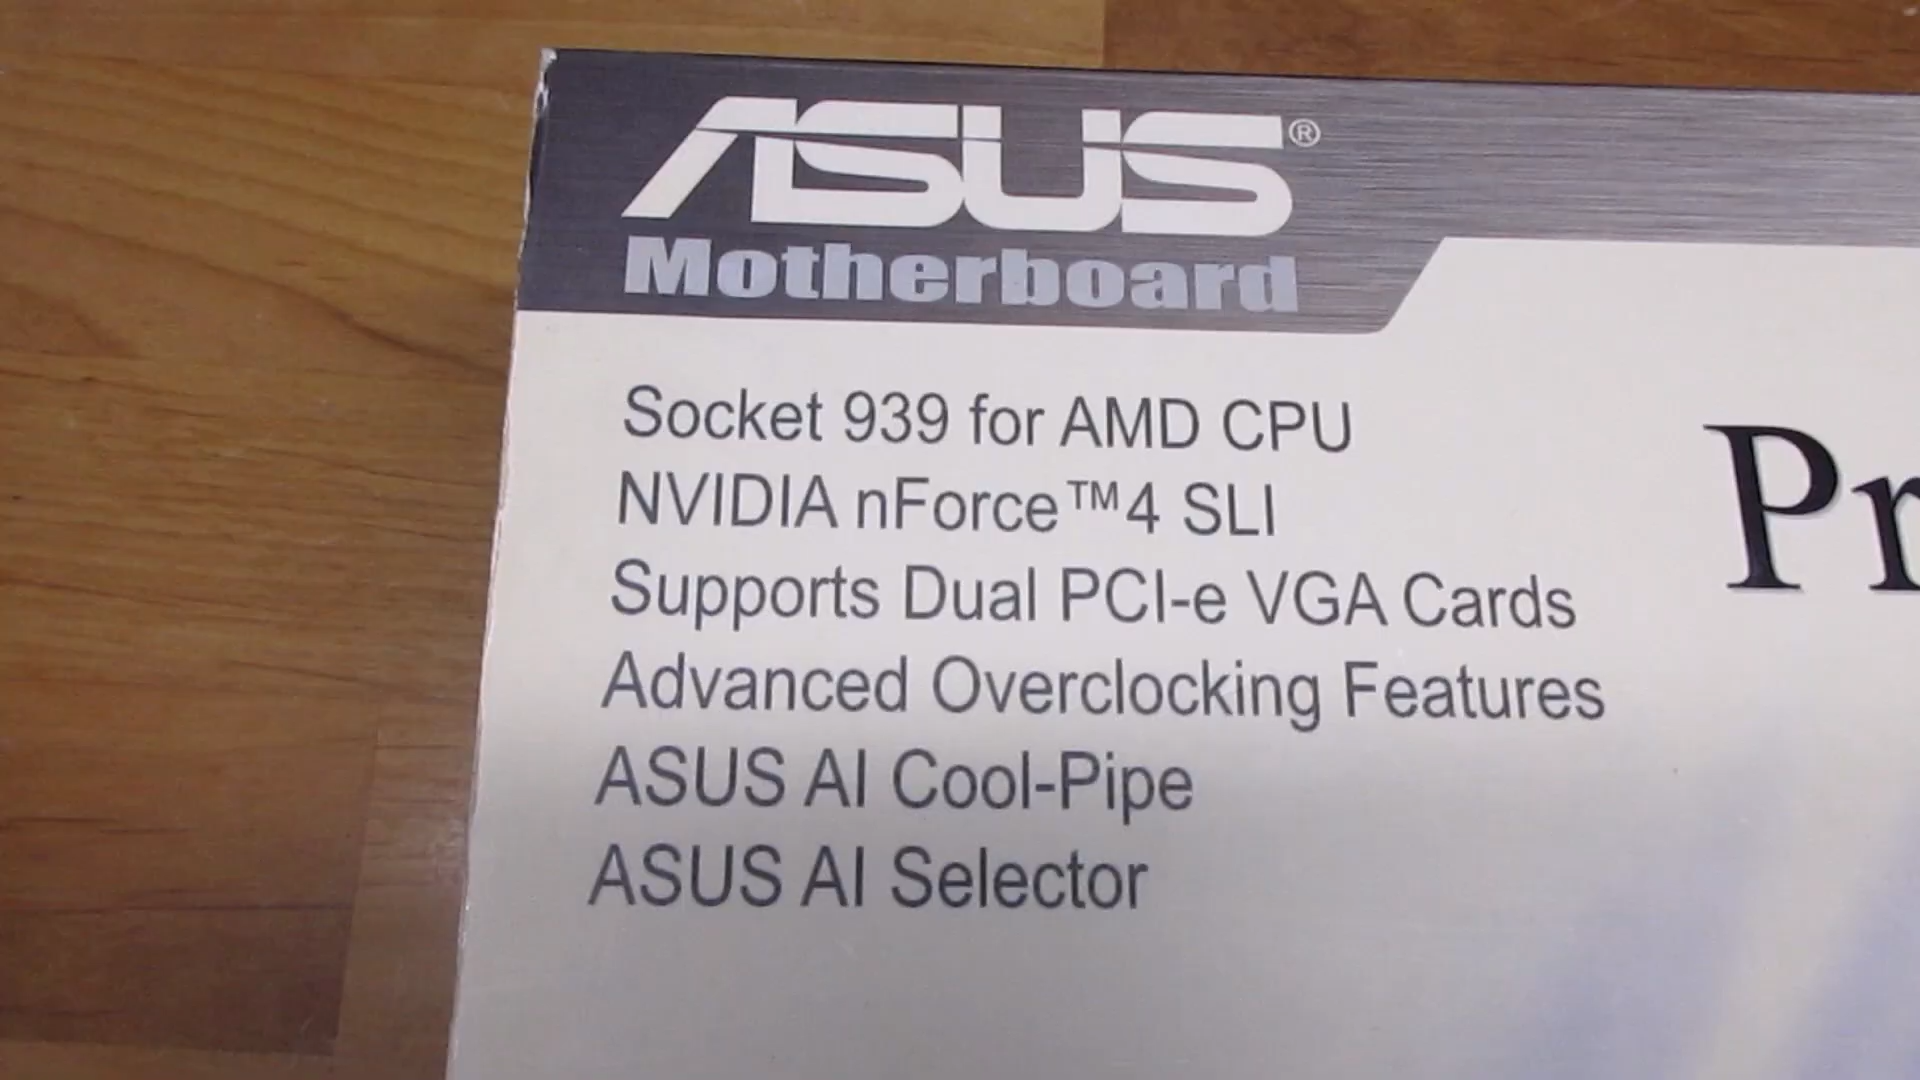 ASUS®
Motherboard
Socket 939 for AMD CPU
NVIDIA nForce™4 SLI
Supports Dual PCI-e VGA Cards
Advanced Overclocking Features
ASUS AI Cool-Pipe
ASUS AI Selector
Pr